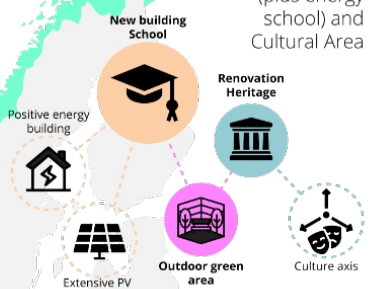 (plus energy
school) and
Cultural Area
New building
School
Renovation
Heritage
Positive energy
building
Extensive PV
Outdoor green
area
Culture axis